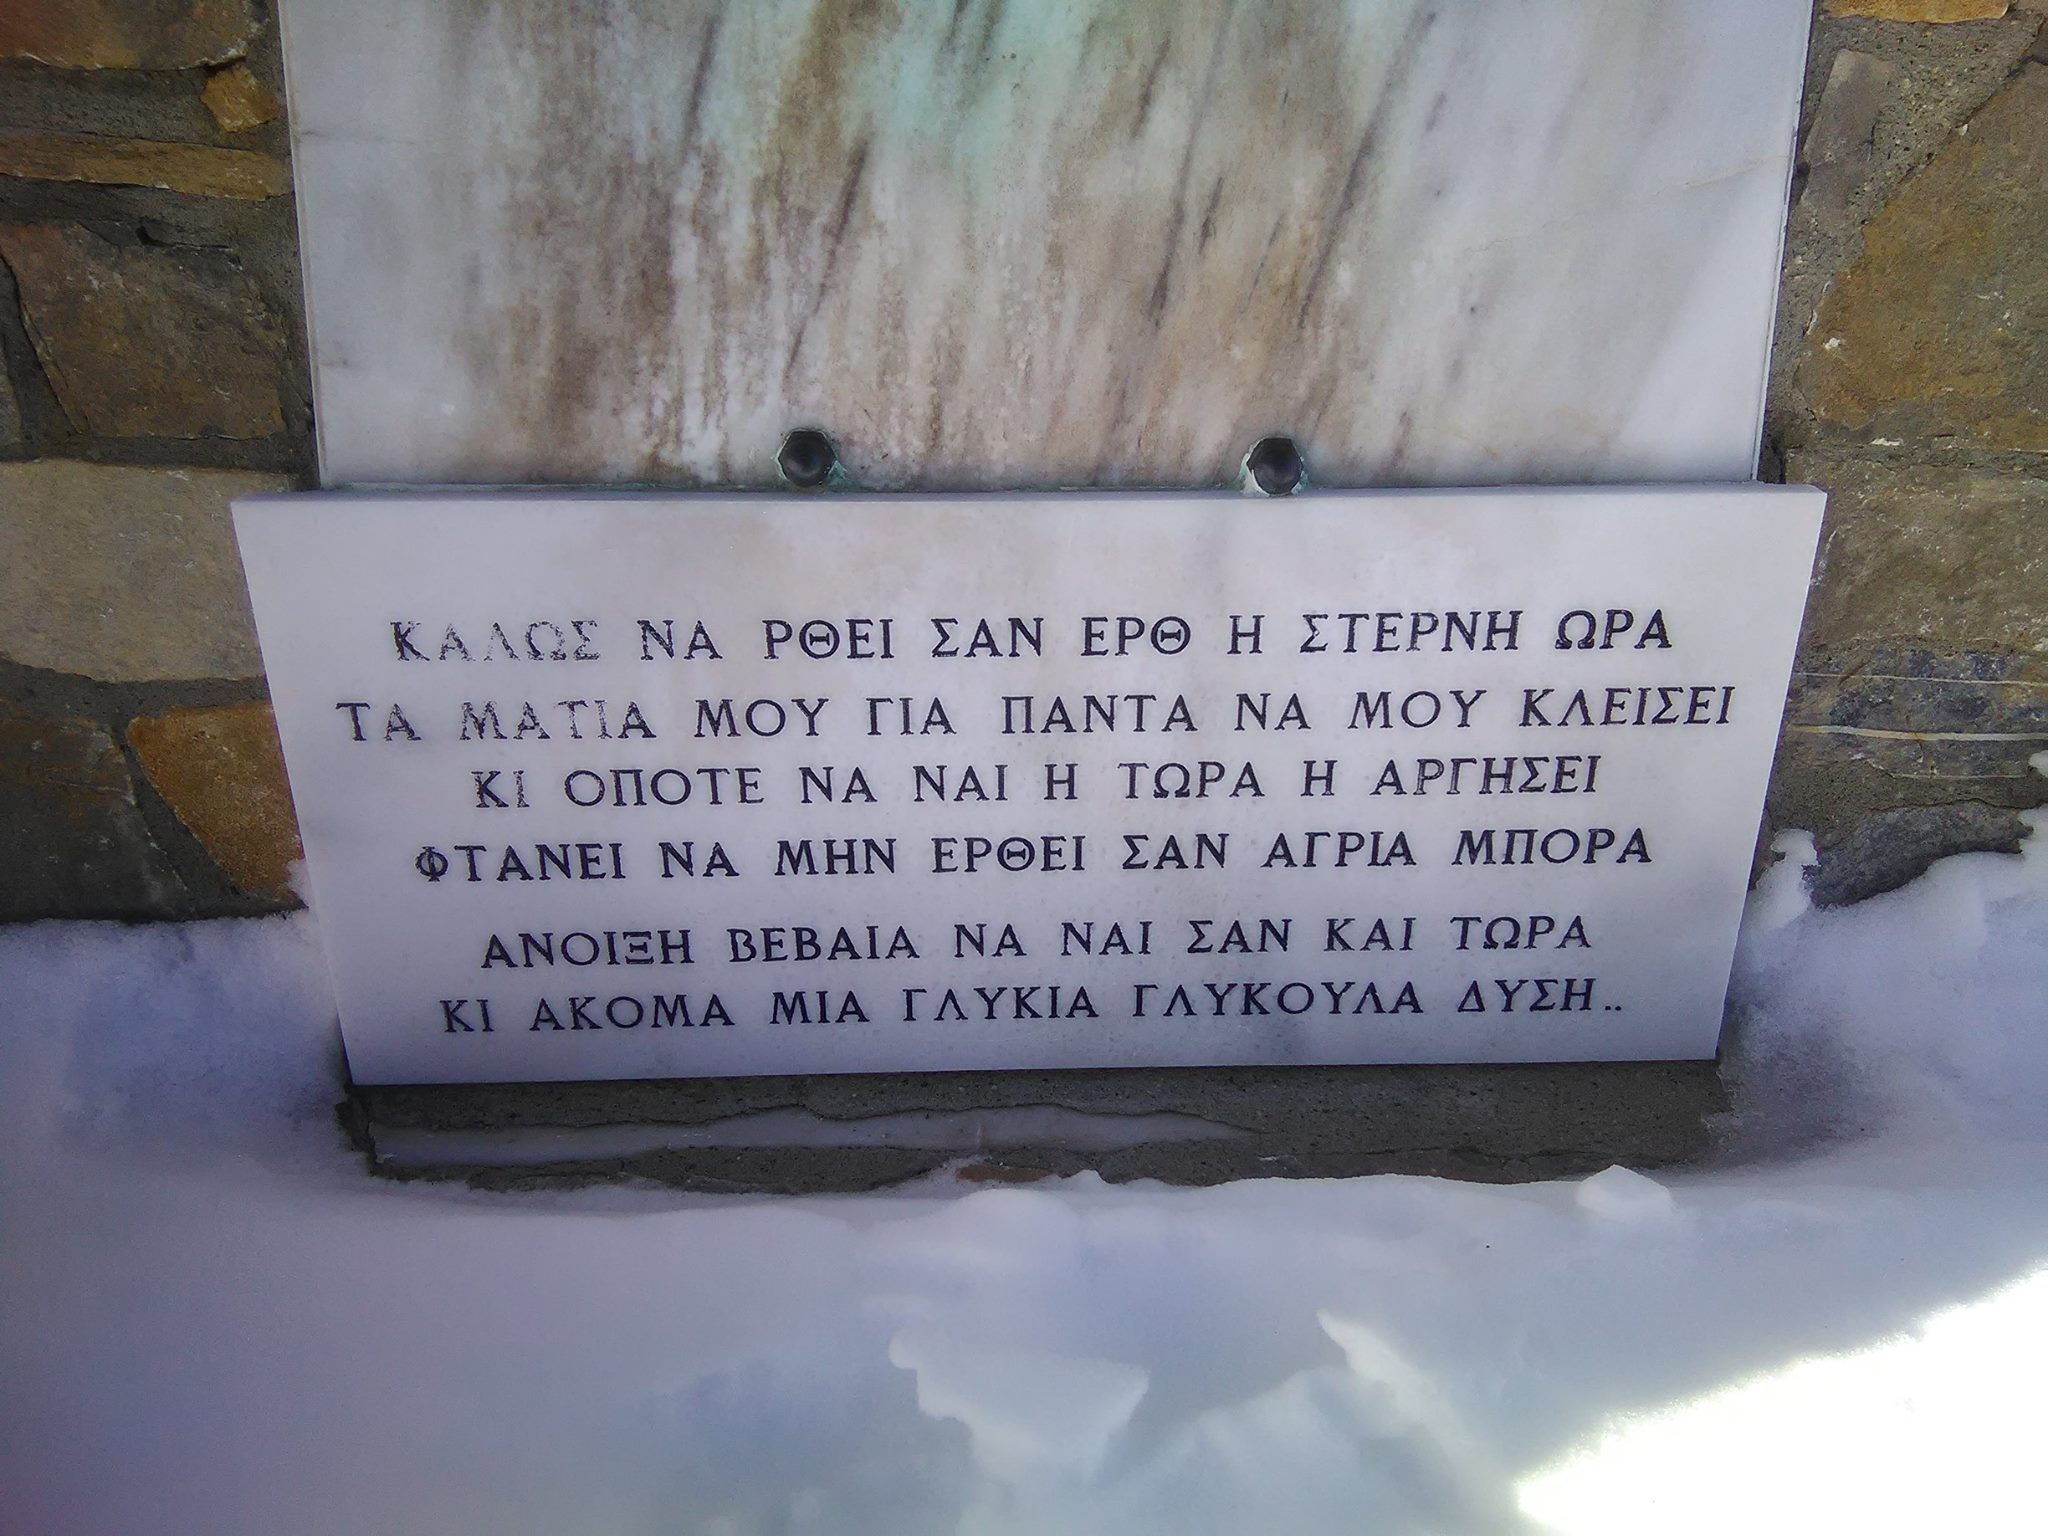 ΚΑΛΩΣ ΝΑ ΡΘΕΙ ΣΑΝ ΕΡΘ Η ΣΤΕΡΝΗ ΩΡΑ
ΤΑ ΜΑΤΙΑ ΜΟΥ ΓΙΑ ΠΑΝΤΑ ΝΑ ΜΟΥ ΚΛΕΙΣΕΙ
ΚΙ ΟΠΟΤΕ ΝΑ ΝΑΙ Η ΤΩΡΑ Η ΑΡΓΗΣΕΙ
ΦΤΑΝΕΙ ΝΑ ΜΗΝ ΕΡΘΕΙ ΣΑΝ ΑΓΡΙΑ ΜΠΟΡΑ
ΑΝΟΙΞΗ ΒΕΒΑΙΑ ΝΑ ΝΑΙ ΣΑΝ ΚΑΙ ΤΩΡΑ
ΚΙ ΑΚΟΜΑ ΜΙΑ ΓΛΥΚΙΑ ΓΛΥΚΟΥΛΑ ΔΥΣΗ..